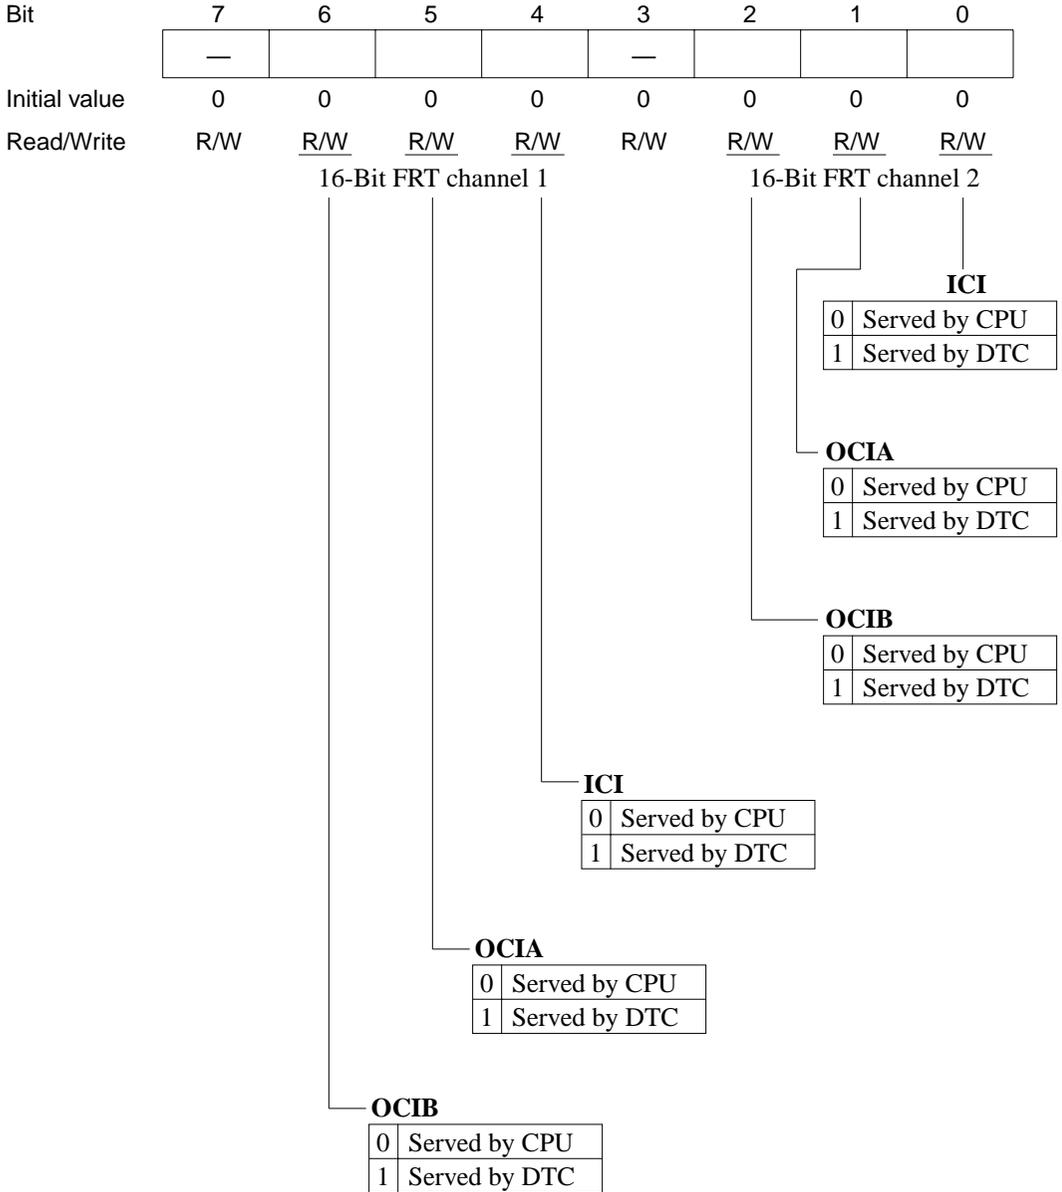 Bit 7 6 5 4 3 2 1 0
— —
Initial value 0 0 0 0 0 0 0 0
Read/Write R/W R/W R/W R/W R/W R/W R/W R/W
16-Bit FRT channel 1 16-Bit FRT channel 2
ICI
0 Served by CPU
1 Served by DTC
OCIA
0 Served by CPU
1 Served by DTC
OCIB
0 Served by CPU
1 Served by DTC
ICI
0 Served by CPU
1 Served by DTC
OCIA
0 Served by CPU
1 Served by DTC
OCIB
0 Served by CPU
1 Served by DTC